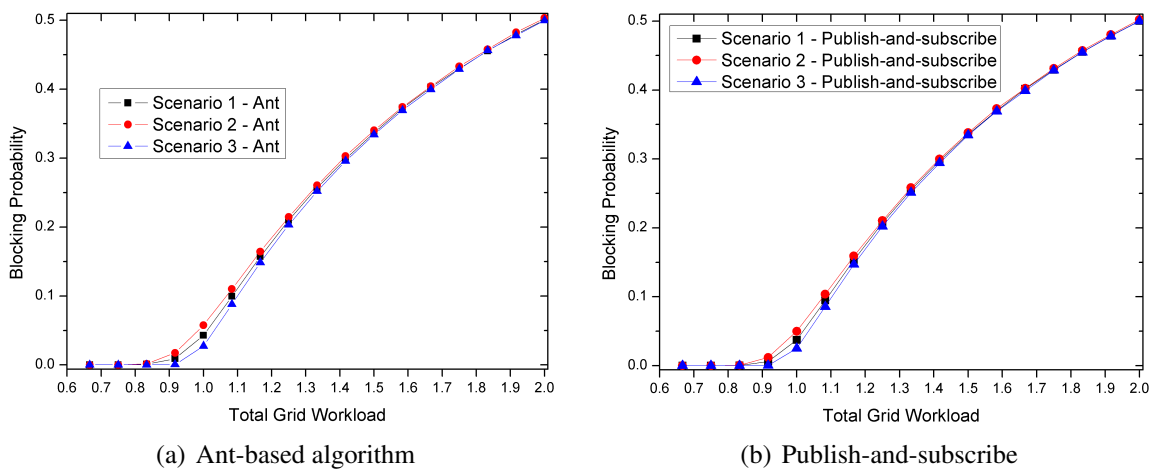 0.5
0.4
0.3
0.2
0.1
0.0
Blocking Probability
Scenario 1 - Ant
Scenario 2 - Ant
Scenario 3 - Ant
0.6 0.7 0.8 0.9 1.0 1.1 1.2 1.3 1.4 1.5 1.6 1.7 1.8 1.9 2.0
Total Grid Workload
(a) Ant-based algorithm
0.5
0.4
0.3
0.2
0.1
0.0
Blocking Probability
Scenario 1 - Publish-and-subscribe
Scenario 2 - Publish-and-subscribe
Scenario 3 - Publish-and-subscribe
0.6 0.7 0.8 0.9 1.0 1.1 1.2 1.3 1.4 1.5 1.6 1.7 1.8 1.9 2.0
Total Grid Workload
(b) Publish-and-subscribe